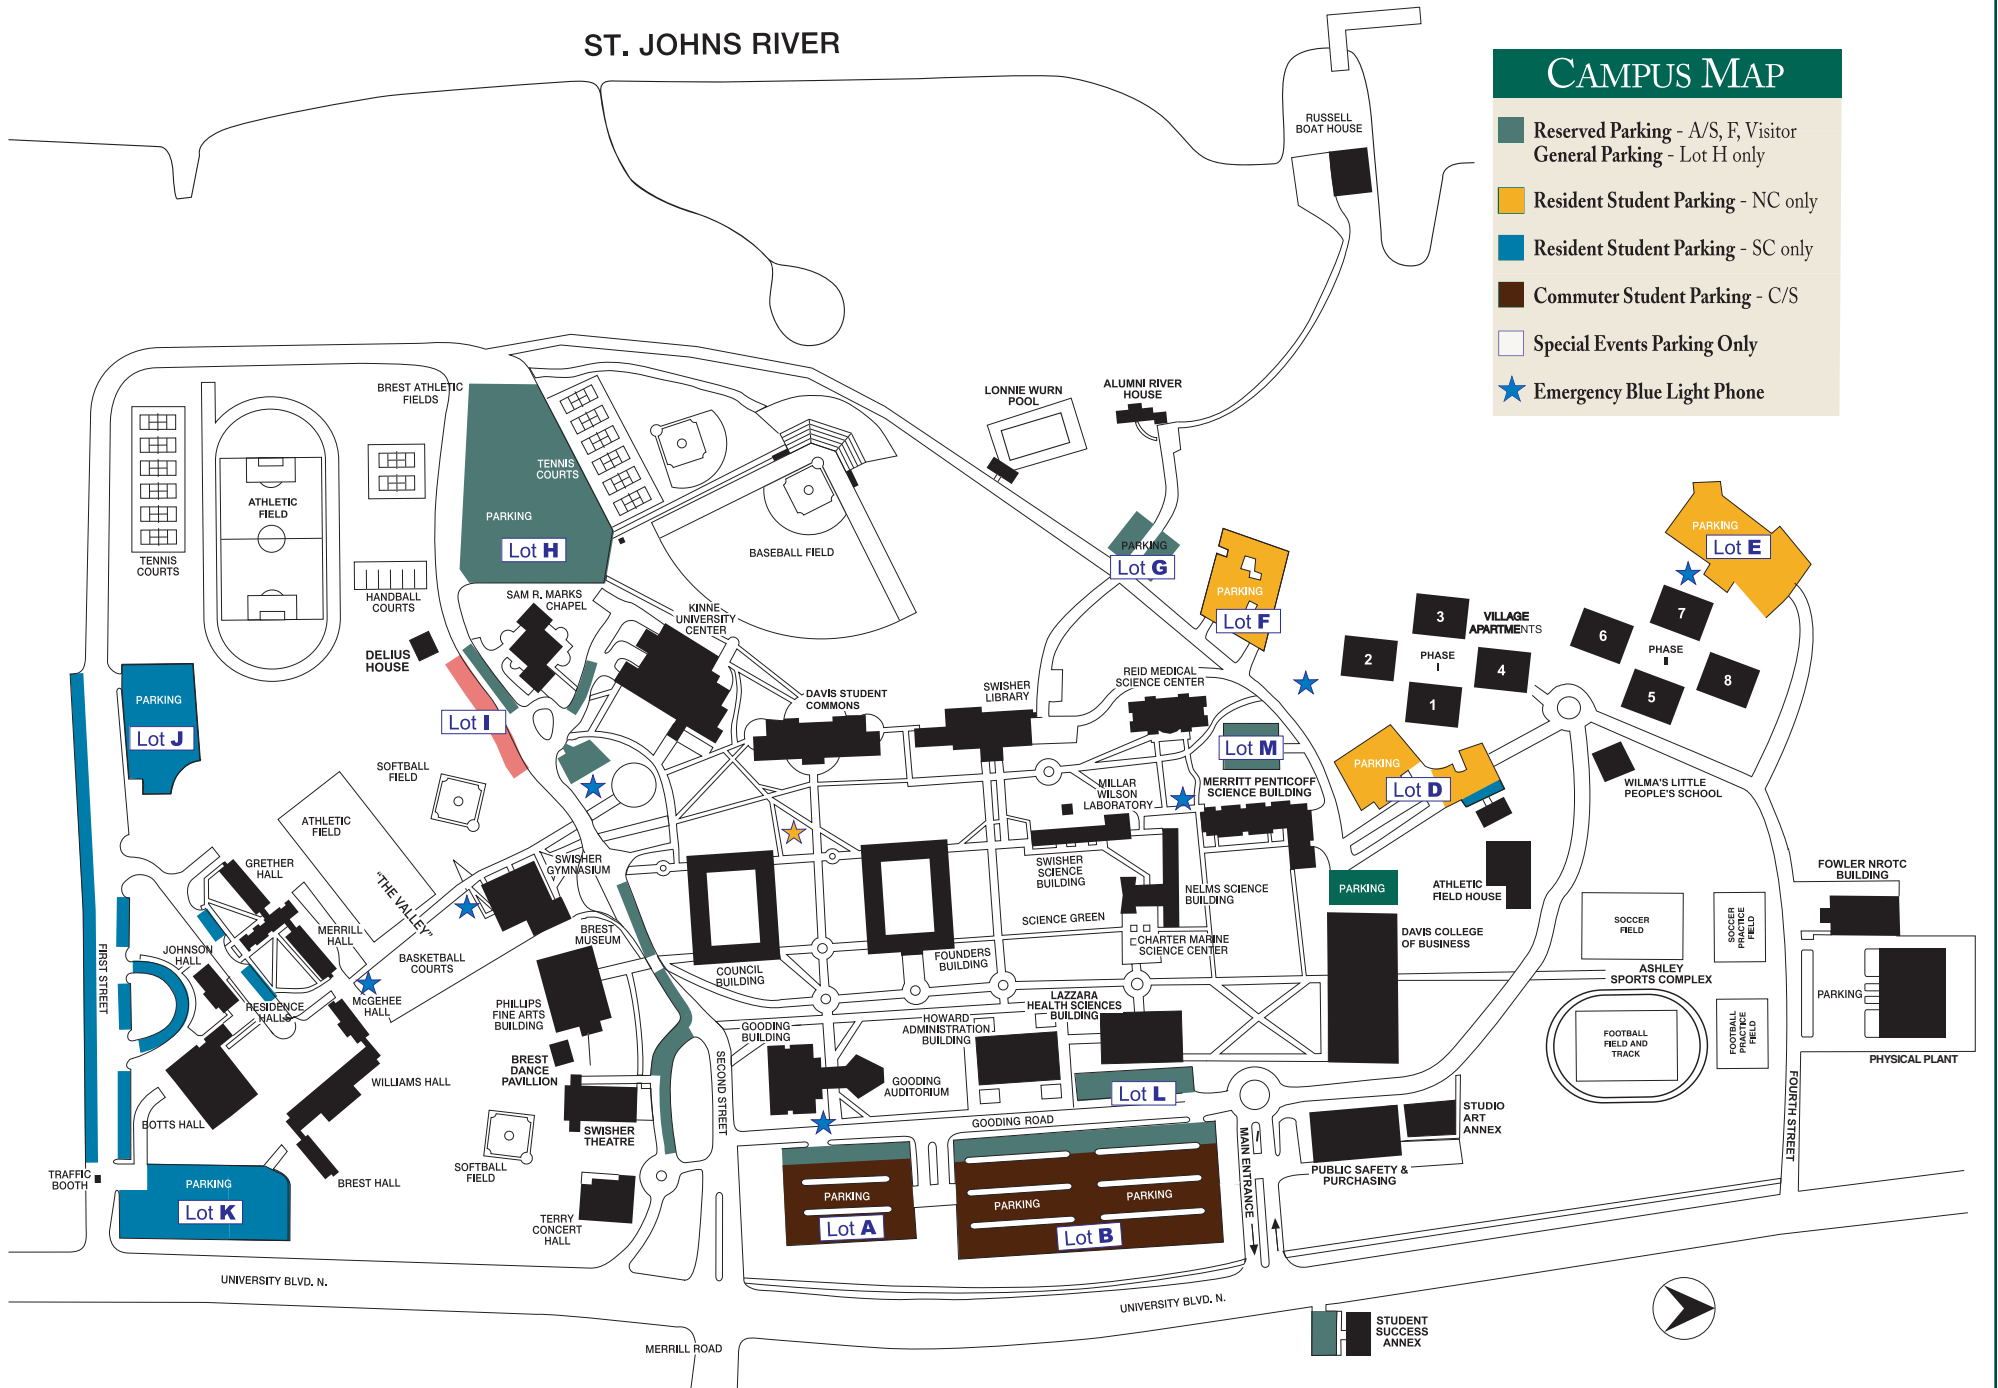 ST. JOHNS RIVER
CAMPUS MAP
Reserved Parking - A/S, F, Visitor
General Parking - Lot H only
Resident Student Parking - NC only
Resident Student Parking - SC only
Commuter Student Parking - C/S
Special Events Parking Only
Emergency Blue Light Phone
RUSSELL
BOAT HOUSE
BREST ATHLETIC
FIELDS
LONNIE WURN
POOL
ALUMNI RIVER
HOUSE
TENNIS
COURTS
ATHLETIC
FIELD
PARKING
Lot H
BASEBALL FIELD
TENNIS
COURTS
HANDBALL
COURTS
PARKING
Lot G
PARKING
Lot E
PARKING
Lot F
SAM R. MARKS
CHAPEL
KINNE
UNIVERSITY
CENTER
DELIUS
HOUSE
3
VILLAGE
APARTMENTS
2
PHASE
I
4
1
6
7
PHASE
II
5
8
REID MEDICAL
SCIENCE CENTER
SWISHER
LIBRARY
DAVIS STUDENT
COMMONS
PARKING
Lot J
Lot I
Lot M
MERRITT PENTICOFF
SCIENCE BUILDING
PARKING
Lot D
WILMA'S LITTLE
PEOPLE'S SCHOOL
SOFTBALL
FIELD
ATHLETIC
FIELD
MILLAR
WILSON
LABORATORY
GRETHER
HALL
"THE VALLEY"
SWISHER
GYMNASIUM
SWISHER
SCIENCE
BUILDING
NELMS SCIENCE
BUILDING
PARKING
ATHLETIC
FIELD HOUSE
FOWLER NROTC
BUILDING
SCIENCE GREEN
SOCCER
FIELD
SOCCER
PRACTICE
FIELD
MERRILL
HALL
JOHNSON
HALL
BREST
MUSEUM
BASKETBALL
COURTS
CHARTER MARINE
SCIENCE CENTER
DAVIS COLLEGE
OF BUSINESS
FOUNDERS
BUILDING
COUNCIL
BUILDING
ASHLEY
SPORTS COMPLEX
FIRST STREET
RESIDENCE
HALLS
McGEHEE
HALL
PHILLIPS
FINE ARTS
BUILDING
LAZZARA
HEALTH SCIENCES
BUILDING
HOWARD
ADMINISTRATION
BUILDING
GOODING
BUILDING
PARKING
FOOTBALL
FIELD AND
TRACK
FOOTBALL
PRACTICE
FIELD
PHYSICAL PLANT
BREST
DANCE
PAVILLION
SECOND STREET
WILLIAMS HALL
GOODING
AUDITORIUM
Lot L
FOURTH STREET
BOTTS HALL
SWISHER
THEATRE
GOODING ROAD
STUDIO
ART
ANNEX
MAIN ENTRANCE
PUBLIC SAFETY &
PURCHASING
TRAFFIC
BOOTH
BREST HALL
SOFTBALL
FIELD
PARKING
Lot K
PARKING
Lot A
PARKING
PARKING
Lot B
TERRY
CONCERT
HALL
UNIVERSITY BLVD. N.
UNIVERSITY BLVD. N.
MERRILL ROAD
STUDENT
SUCCESS
ANNEX